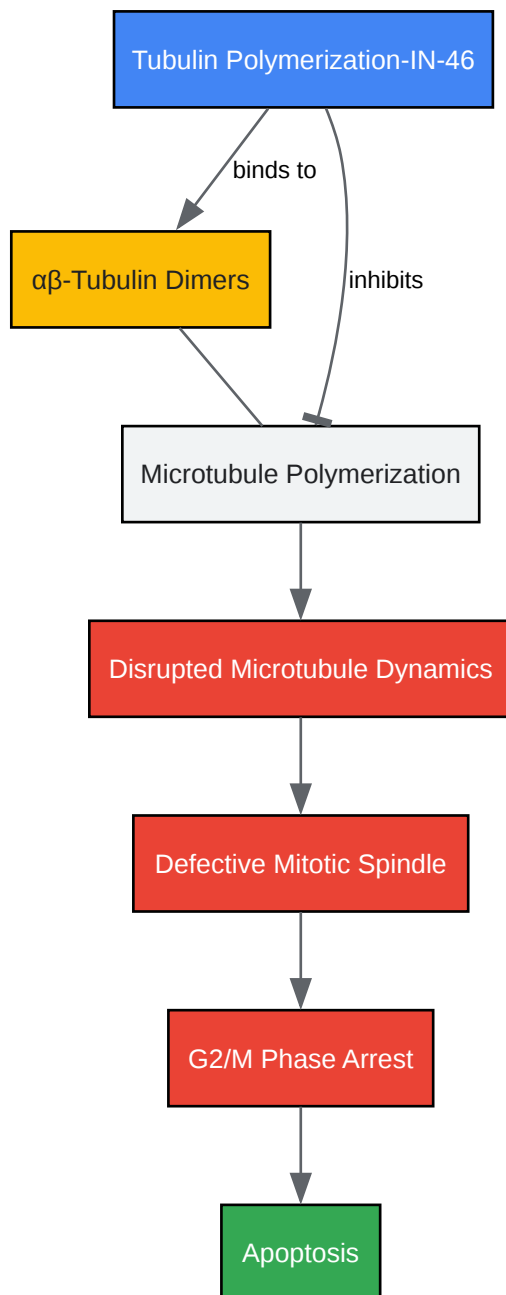 Tubulin Polymerization-IN-46
binds to
αβ-Tubulin Dimers
inhibits
Microtubule Polymerization
Disrupted Microtubule Dynamics
Defective Mitotic Spindle
G2/M Phase Arrest
Apoptosis